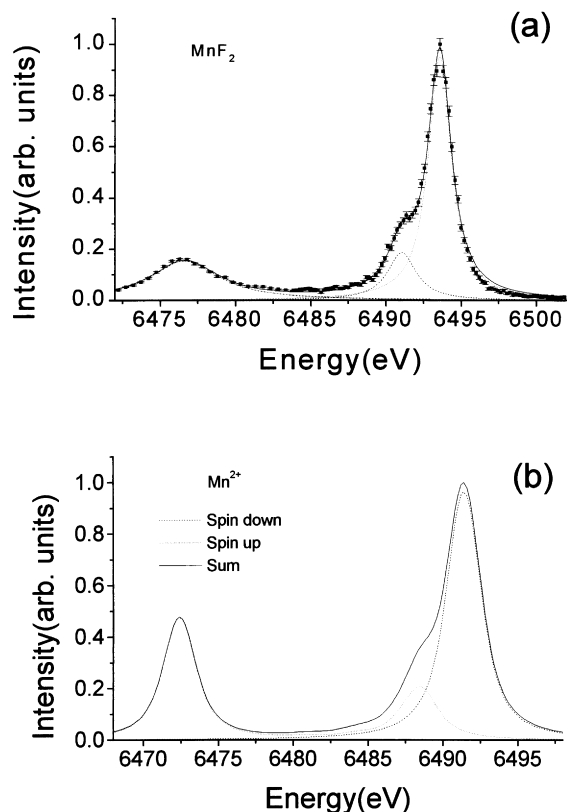 (a)
MnF2
1.0
0.8
0.6
0.4
0.2
0.0
Intensity(arb. units)
6475 6480 6485 6490 6495 6500
Energy(eV)
(b)
Mn2+
Spin down
Spin up
Sum
1.0
0.8
0.6
0.4
0.2
0.0
Intensity(arb. units)
6470 6475 6480 6485 6490 6495
Energy(eV)